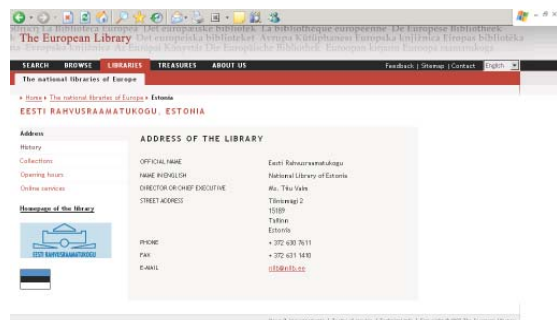 The European Library
SEARCH BROWSE LIBRARIES TREASURES ABOUT US
Feedback | Sitemap | Contact English
The national libraries of Europe
Home The national libraries of Europe Estonia
EESTI RAHVUSRAAMATUKOGU, ESTONIA
Address
History
Collections
Opening hours
Online services
Homepage of the library
EESTI RAHVUSRAAMATUKOGU
ADDRESS OF THE LIBRARY
OFFICIAL NAME Eesti Rahvusraamatukogu
NAME IN ENGLISH National Library of Estonia
DIRECTOR OR CHIEF EXECUTIVE Ms. Tiiu Valm
STREET ADDRESS Tõnismägi 2
15189
Tallinn
Estonia
PHONE + 372 630 7611
FAX + 372 631 1410
E-MAIL nlib@nlib.ee